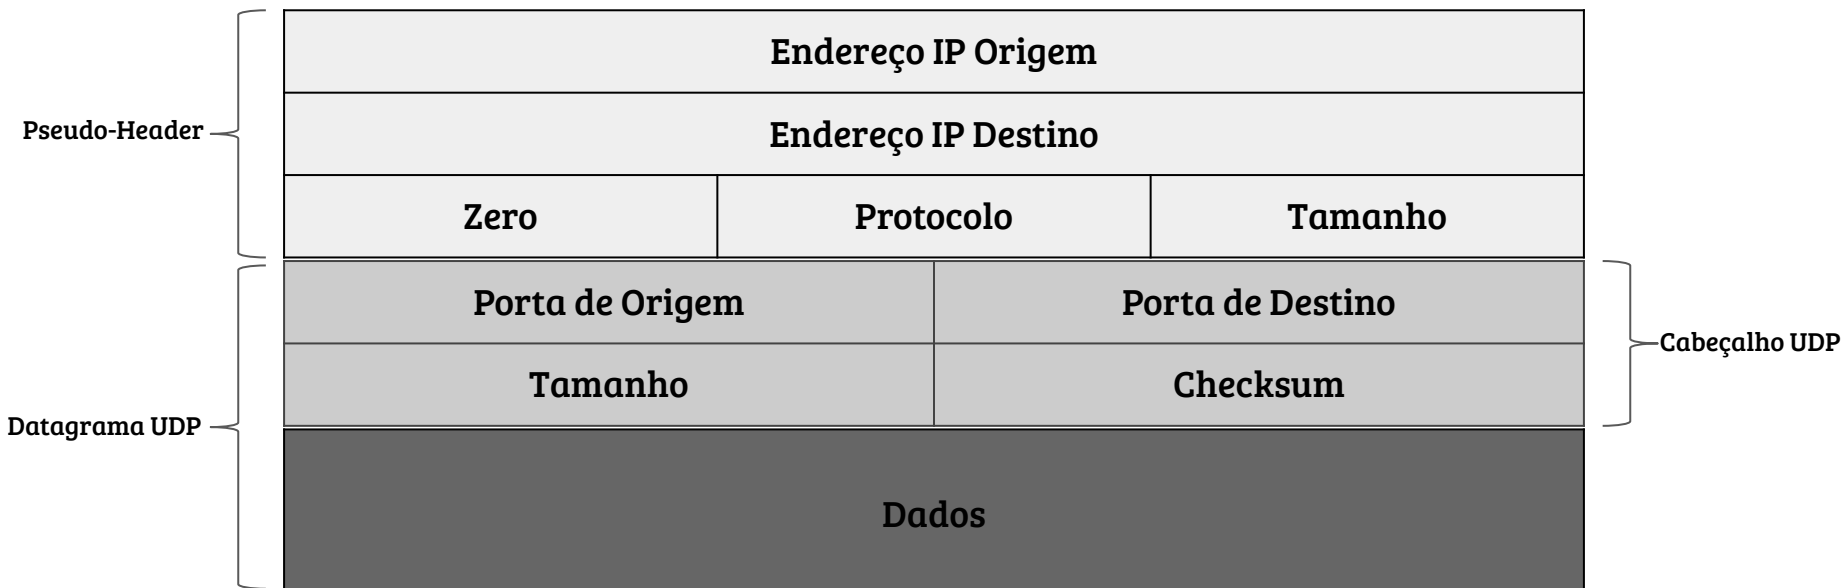 Endereço IP Origem
Pseudo-Header
Endereço IP Destino
Zero
Protocolo
Tamanho
Porta de Origem
Porta de Destino
Cabeçalho UDP
Tamanho
Checksum
Datagrama UDP
Dados